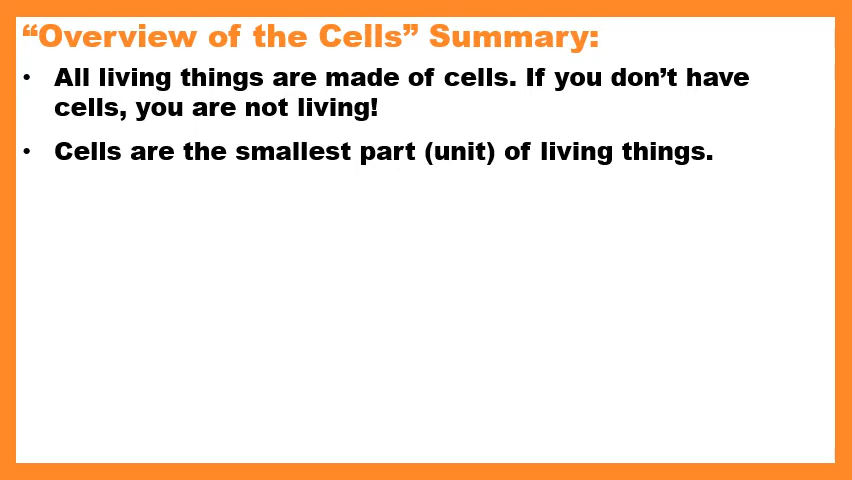 “Overview of the Cells” Summary:
• All living things are made of cells. If you don’t have
cells, you are not living!
• Cells are the smallest part (unit) of living things.